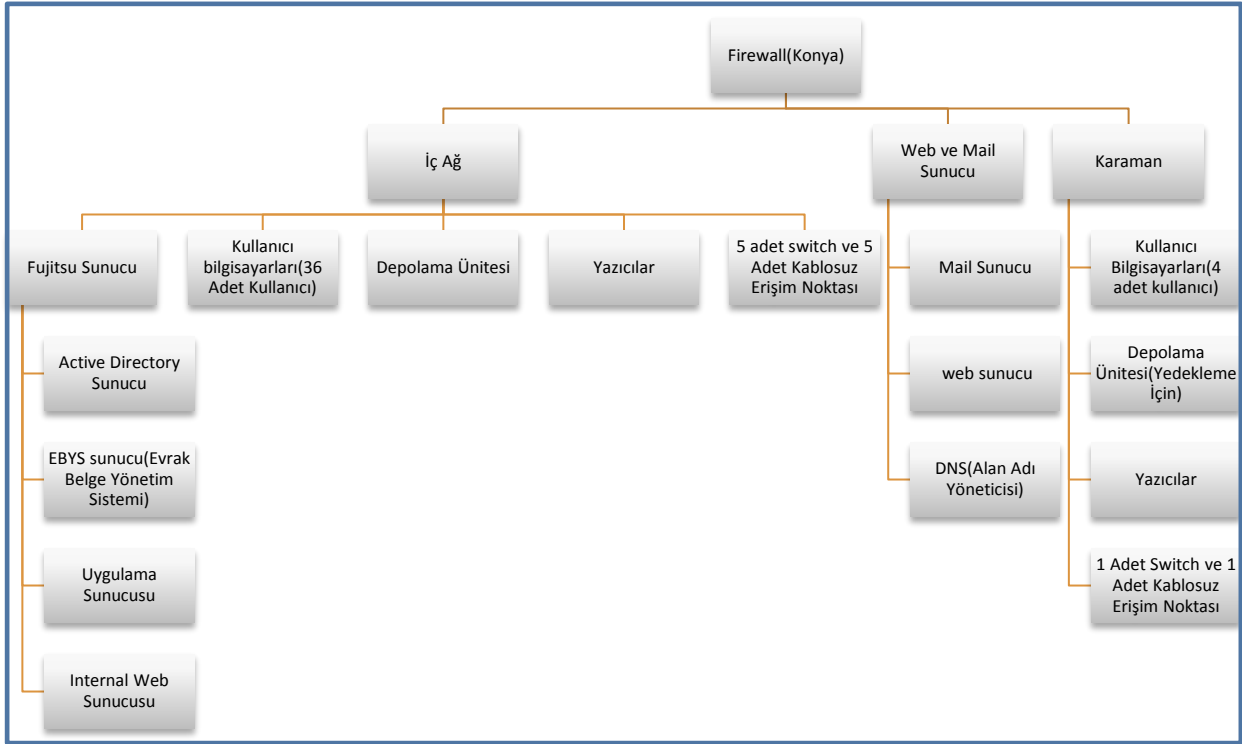 Firewall(Konya)
İç Ağ
Web ve Mail
Sunucu
Karaman
Fujitsu Sunucu
Kullanıcı
bilgisayarları(36
Adet Kullanıcı)
Depolama Ünitesi
Yazıcılar
5 adet switch ve 5
Adet Kablosuz
Erişim Noktası
Mail Sunucu
Kullanıcı
Bilgisayarları(4
adet kullanıcı)
Active Directory
Sunucu
web sunucu
Depolama
Ünitesi(Yedekleme
İçin)
EBYS sunucu(Evrak
Belge Yönetim
Sistemi)
DNS(Alan Adı
Yöneticisi)
Yazıcılar
Uygulama
Sunucusu
1 Adet Switch ve 1
Adet Kablosuz
Erişim Noktası
Internal Web
Sunucusu